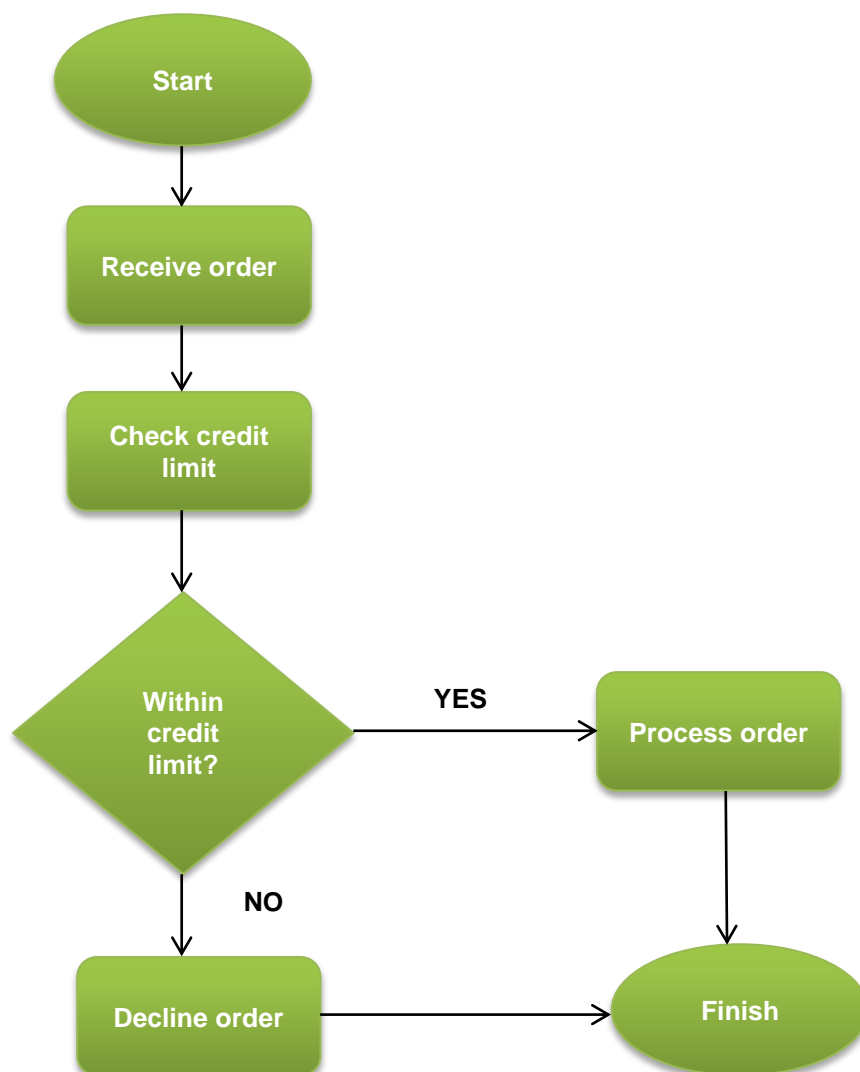 Start
Receive order
Check credit
limit
Within
credit
limit?
YES
Process order
NO
Decline order
Finish